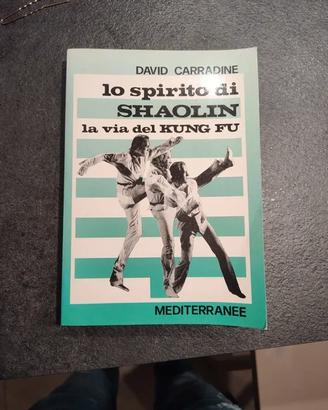 DAVID CARRADINE
lo spirito di
SHAOLIN
la via del KUNG FU
MEDITERRANEE